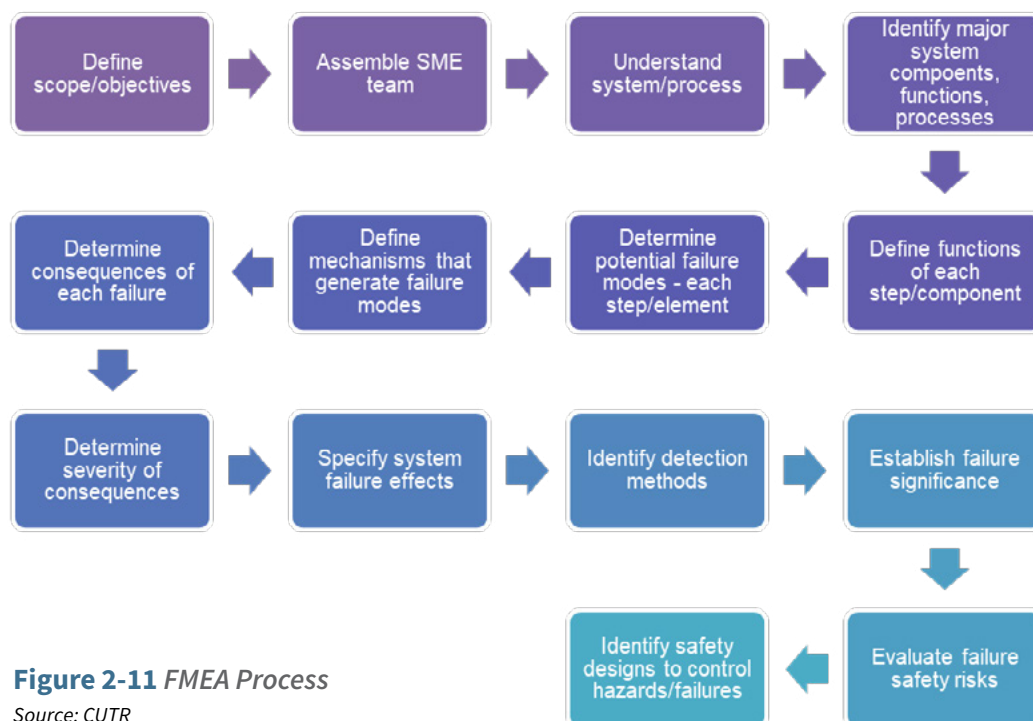 Define
scope/objectives
Assemble SME
team
Understand
system/process
Identify major
system
compoents,
functions,
processes
Define functions
of each
step/component
Determine
potential failure
modes - each
step/element
Define
mechanisms that
generate failure
modes
Determine
consequences of
each failure
Determine
severity of
consequences
Specify system
failure effects
Identify detection
methods
Establish failure
significance
Evaluate failure
safety risks
Identify safety
designs to control
hazards/failures
Figure 2-11 FMEA Process
Source: CUTR